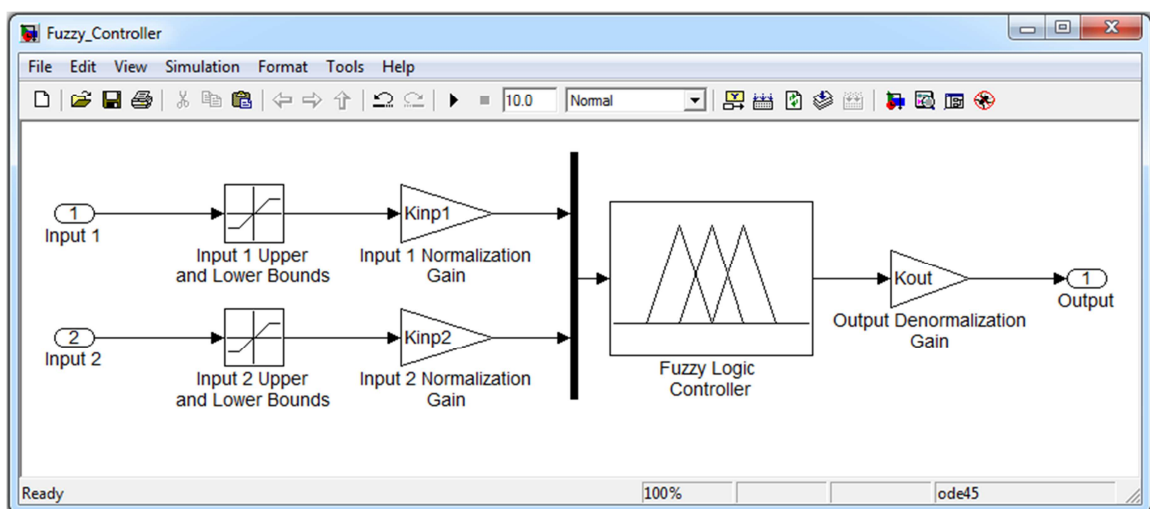 Fuzzy_Controller
File Edit View Simulation Format Tools Help
10.0 Normal
1
Input 1
Input 1 Upper
and Lower Bounds
Kinp1
Input 1 Normalization
Gain
2
Input 2
Input 2 Upper
and Lower Bounds
Kinp2
Input 2 Normalization
Gain
Fuzzy Logic
Controller
Kout
Output Denormalization
Gain
1
Output
Ready 100% ode45